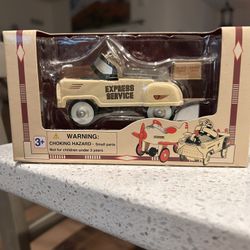 EXPRESS
SERVICE
3+
WARNING:
CHOKING HAZARD - Small parts
Not for children under 3 years